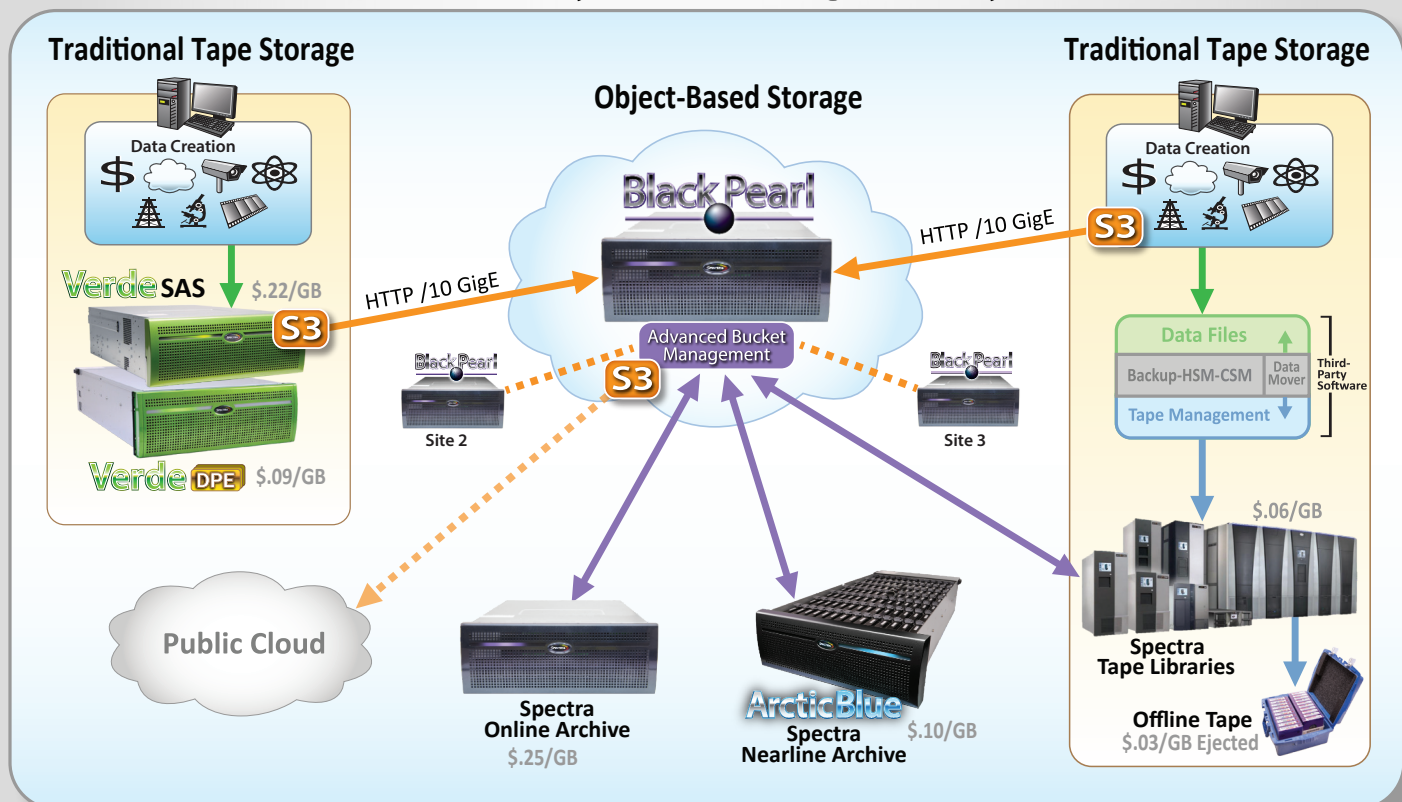 Traditional Tape Storage
Data Creation
$
Verde SAS
$.22/GB
S3
Verde DPE
$.09/GB
HTTP /10 GigE
Object-Based Storage
BlackPearl
Advanced Bucket
Management
S3
BlackPearl
Site 2
BlackPearl
Site 3
HTTP /10 GigE
Public Cloud
Spectra
Online Archive
$.25/GB
ArcticBlue
Spectra
Nearline Archive
$.10/GB
Traditional Tape Storage
Data Creation
$
S3
Data Files
Backup-HSM-CSM
Data
Mover
Tape Management
Third-
Party
Software
$.06/GB
Spectra
Tape Libraries
Offline Tape
$.03/GB Ejected